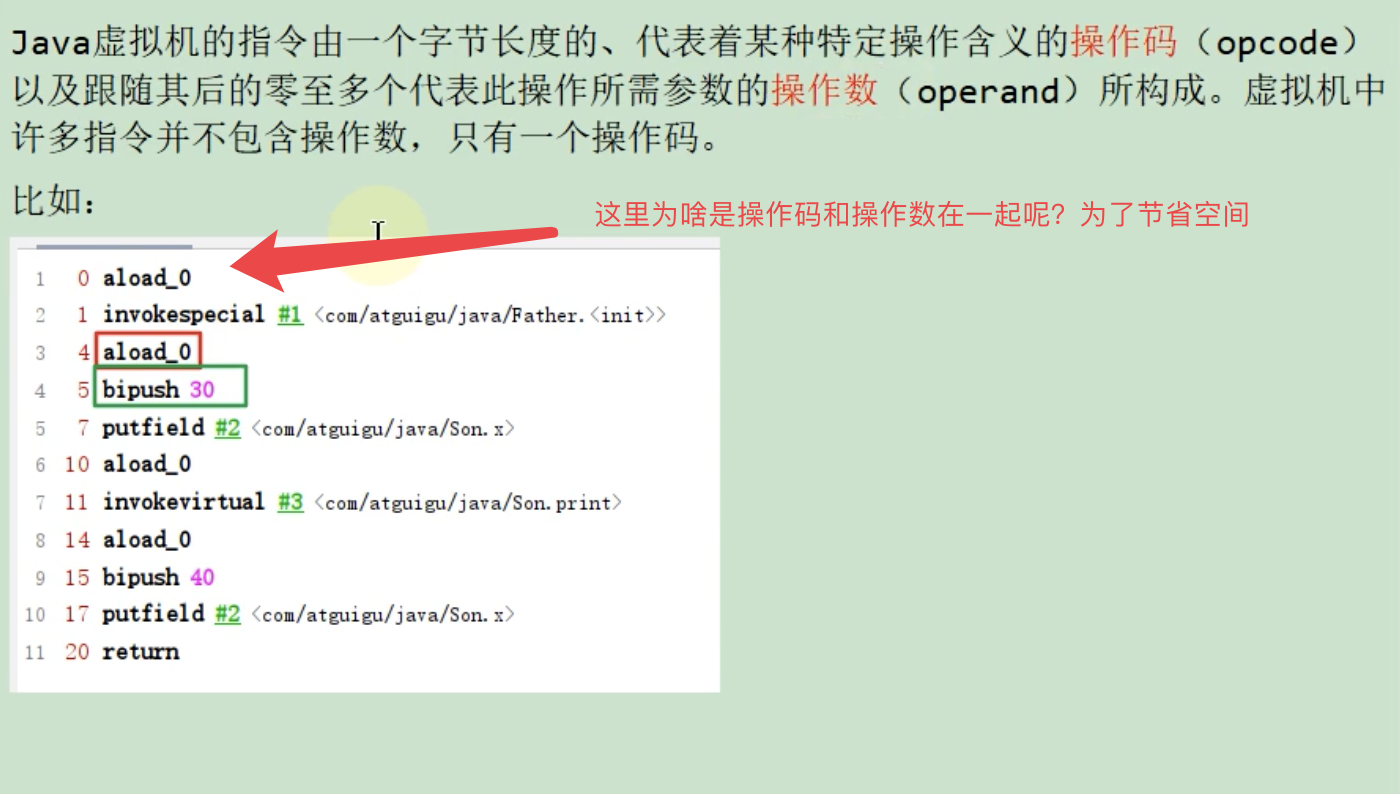 Java虚拟机的指令由一个字节长度的、代表着某种特定操作含义的操作码（opcode）
以及跟随其后的零至多个代表此操作所需参数的操作数（operand）所构成。虚拟机中
许多指令并不包含操作数，只有一个操作码。
比如：
这里为啥是操作码和操作数在一起呢？为了节省空间
1 0 aload_0
2 1 invokespecial #1 <com/atguigu/java/Father.<init>>
3 4 aload_0
4 5 bipush 30
5 7 putfield #2 <com/atguigu/java/Son.x>
6 10 aload_0
7 11 invokevirtual #3 <com/atguigu/java/Son.print>
8 14 aload_0
9 15 bipush 40
10 17 putfield #2 <com/atguigu/java/Son.x>
11 20 return